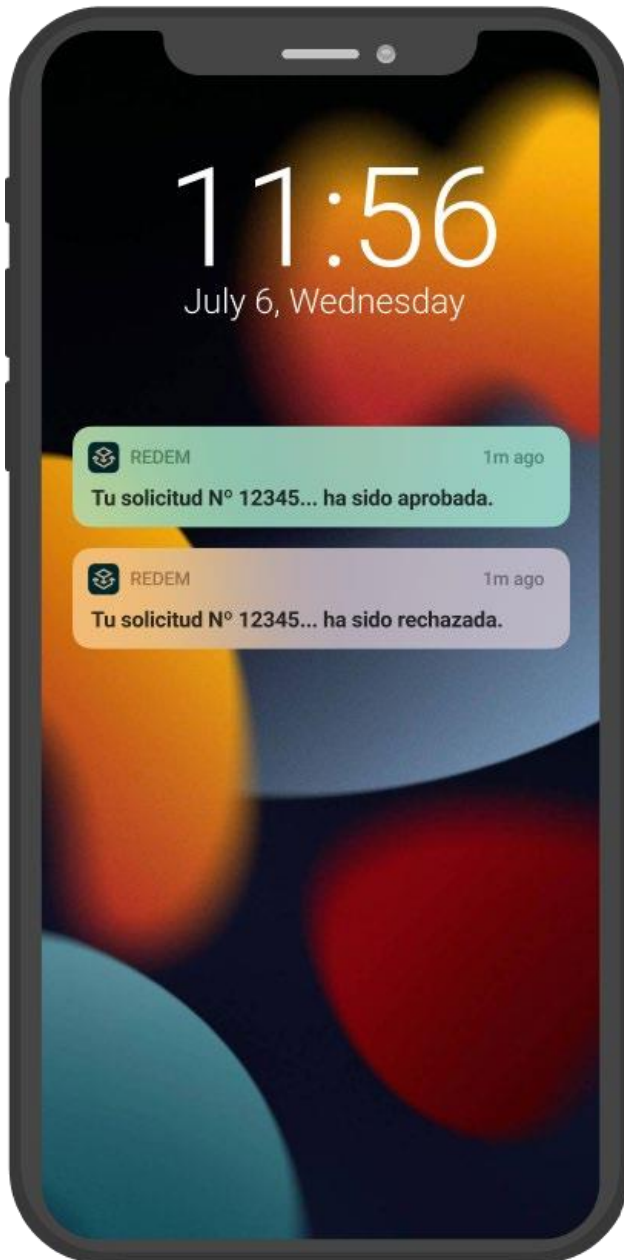 11:56
July 6, Wednesday
REDEM 1m ago
Tu solicitud Nº 12345... ha sido aprobada.
REDEM 1m ago
Tu solicitud Nº 12345... ha sido rechazada.